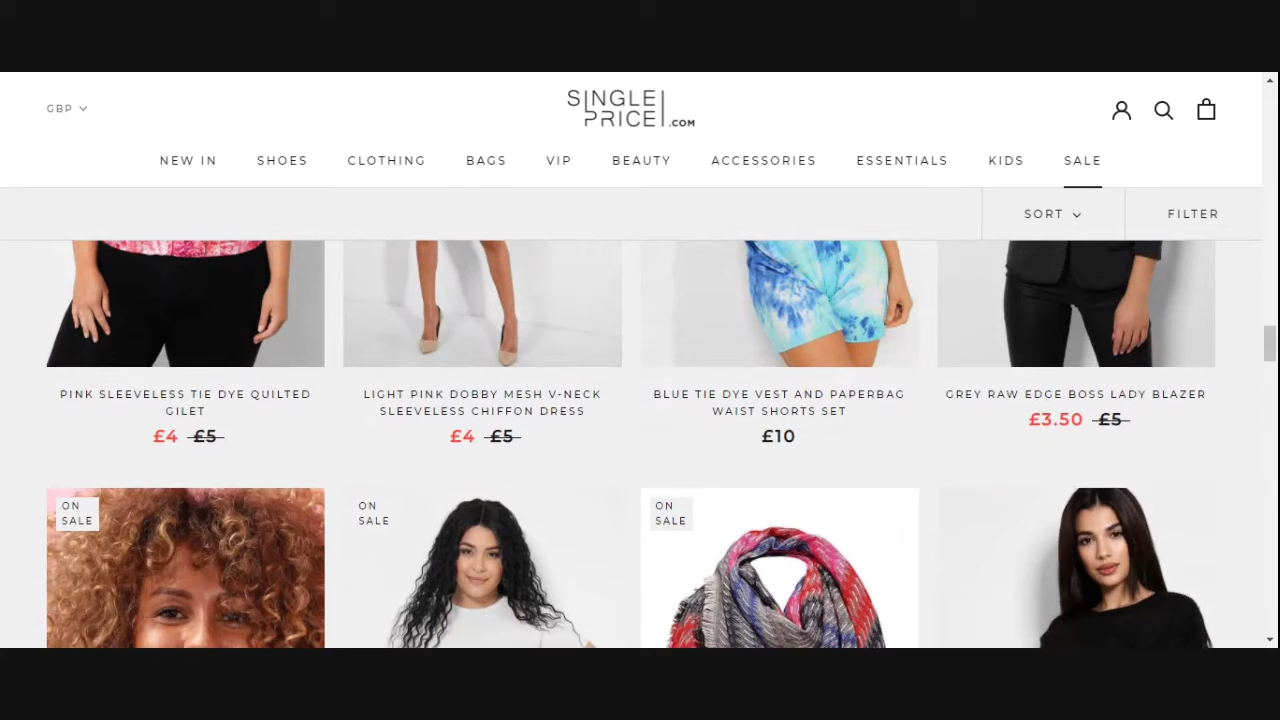 GBP
SINGLE
PRICE.COM
NEW IN SHOES CLOTHING BAGS VIP BEAUTY ACCESSORIES ESSENTIALS KIDS SALE
SORT FILTER
PINK SLEEVELESS TIE DYE QUILTED
GILET
£4 £5
LIGHT PINK DOBBY MESH V-NECK
SLEEVELESS CHIFFON DRESS
£4 £5
BLUE TIE DYE VEST AND PAPERBAG
WAIST SHORTS SET
£10
GREY RAW EDGE BOSS LADY BLAZER
£3.50 £5
ON
SALE
ON
SALE
ON
SALE